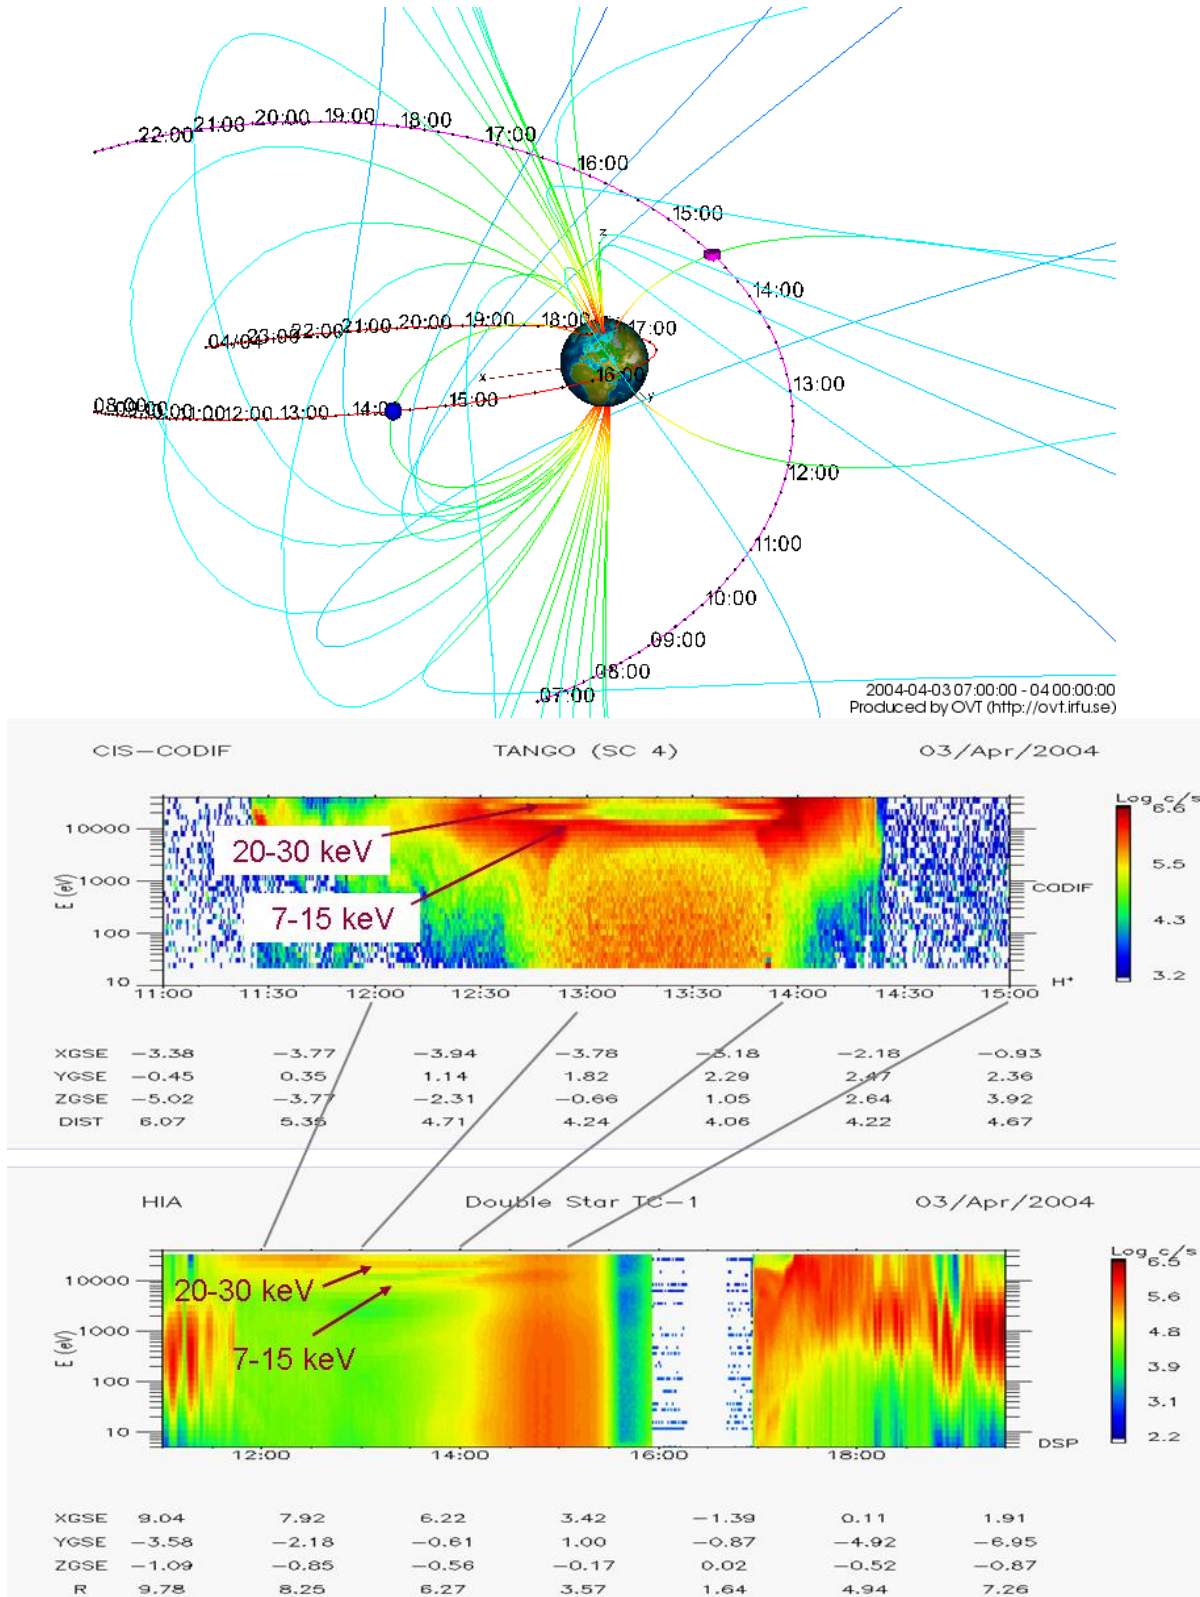 22:00 21:00 20:00 19:00 18:00 17:00 16:00 15:00 14:00 13:00 12:00 11:00 10:00 09:00 08:00 07:00
z
04/04 23:00 22:00 21:00 20:00 19:00 18:00 17:00
x
16:00
y
08:00 12:00 13:00 14:00 15:00
2004-04-03 07:00:00 - 04 00:00:00
Produced by OVT (http://ovt.irfu.se)
CIS-CODIF TANGO (SC 4) 03/Apr/2004
Log c/s
6.6
5.5
4.3
3.2
E (eV)
10000
1000
100
10
20-30 keV
7-15 keV
CODIF
H+
11:00 11:30 12:00 12:30 13:00 13:30 14:00 14:30 15:00
XGSE -3.38 -3.77 -3.94 -3.78 -3.18 -2.18 -0.93
YGSE -0.45 0.35 1.14 1.82 2.29 2.47 2.36
ZGSE -5.02 -3.77 -2.31 -0.66 1.05 2.64 3.92
DIST 6.07 5.35 4.71 4.24 4.06 4.22 4.67
HIA Double Star TC-1 03/Apr/2004
Log c/s
6.5
5.6
4.8
3.9
3.1
2.2
E (eV)
10000
1000
100
10
20-30 keV
7-15 keV
DSP
12:00 14:00 16:00 18:00
XGSE 9.04 7.92 6.22 3.42 -1.39 0.11 1.91
YGSE -3.58 -2.18 -0.61 1.00 -0.87 -4.92 -6.95
ZGSE -1.09 -0.85 -0.56 -0.17 0.02 -0.52 -0.87
R 9.78 8.25 6.27 3.57 1.64 4.94 7.26